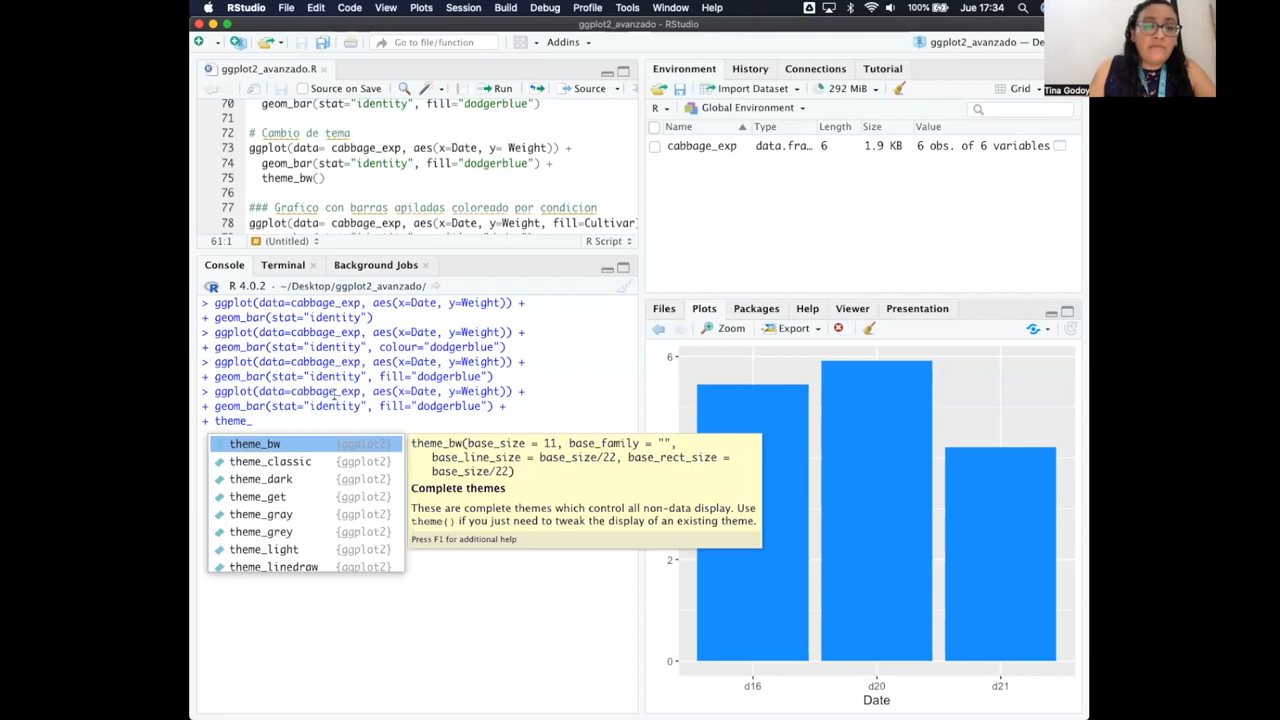 RStudio File Edit Code View Plots Session Build Debug Profile Tools Window Help 100% Jue 17:34
ggplot2_avanzado - RStudio
Go to file/function Addins ggplot2_avanzado — De
Tina Godoy
ggplot2_avanzado.R
Source on Save Run Source
70 geom_bar(stat="identity", fill="dodgerblue")
71
72 # Cambio de tema
73 ggplot(data= cabbage_exp, aes(x=Date, y= Weight)) +
74 geom_bar(stat="identity", fill="dodgerblue") +
75 theme_bw()
76
77 ### Grafico con barras apiladas coloreado por condicion
78 ggplot(data= cabbage_exp, aes(x=Date, y=Weight, fill=Cultivar)
61:1 (Untitled) R Script
Console Terminal Background Jobs
R 4.0.2 · ~/Desktop/ggplot2_avanzado/
> ggplot(data=cabbage_exp, aes(x=Date, y=Weight)) +
+ geom_bar(stat="identity")
> ggplot(data=cabbage_exp, aes(x=Date, y=Weight)) +
+ geom_bar(stat="identity", colour="dodgerblue")
> ggplot(data=cabbage_exp, aes(x=Date, y=Weight)) +
+ geom_bar(stat="identity", fill="dodgerblue")
> ggplot(data=cabbage_exp, aes(x=Date, y=Weight)) +
+ geom_bar(stat="identity", fill="dodgerblue") +
+ theme_
theme_bw {ggplot2}
theme_classic {ggplot2}
theme_dark {ggplot2}
theme_get {ggplot2}
theme_gray {ggplot2}
theme_grey {ggplot2}
theme_light {ggplot2}
theme_linedraw {ggplot2}
theme_bw(base_size = 11, base_family = "",
base_line_size = base_size/22, base_rect_size =
base_size/22)
Complete themes
These are complete themes which control all non-data display. Use
theme() if you just need to tweak the display of an existing theme.
Press F1 for additional help
Environment History Connections Tutorial
Import Dataset 292 MiB Grid
R Global Environment
Name Type Length Size Value
cabbage_exp data.fra… 6 1.9 KB 6 obs. of 6 variables
Files Plots Packages Help Viewer Presentation
Zoom Export
6
2
0
d16 d20 d21
Date